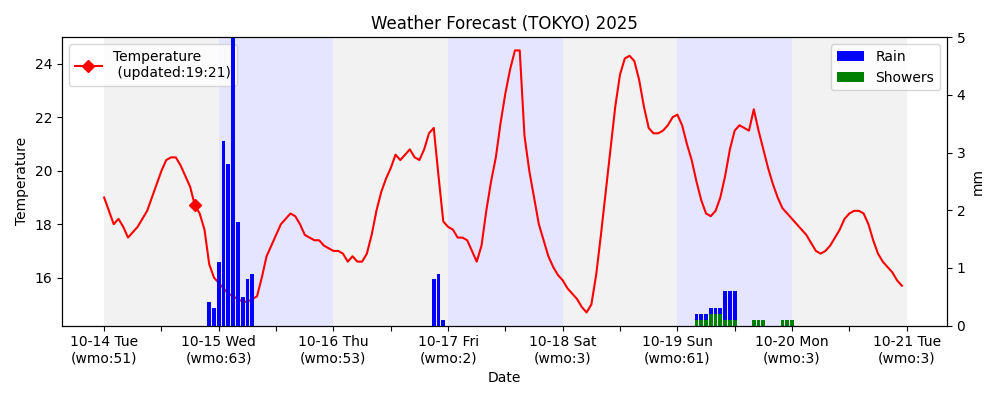 Weather Forecast (TOKYO) 2025
Temperature
(updated:19:21)
Rain
Showers
24
22
20
18
16
Temperature
5
4
3
2
1
0
mm
10-14 Tue
(wmo:51)
10-15 Wed
(wmo:63)
10-16 Thu
(wmo:53)
10-17 Fri
(wmo:2)
10-18 Sat
(wmo:3)
10-19 Sun
(wmo:61)
10-20 Mon
(wmo:3)
10-21 Tue
(wmo:3)
Date